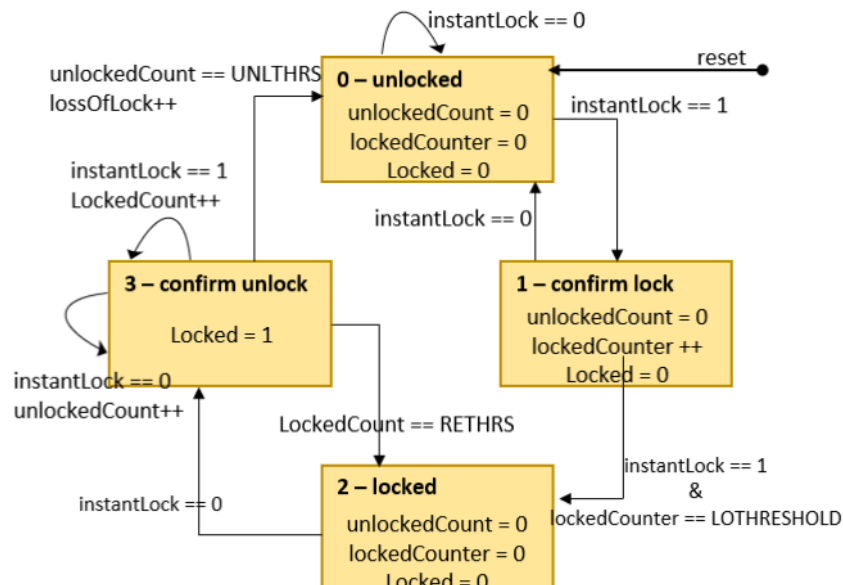 instantLock == 0
reset
unlockedCount == UNLTHRS
lossOfLock++
0 – unlocked
unlockedCount = 0
lockedCounter = 0
Locked = 0
instantLock == 1
instantLock == 1
LockedCount++
instantLock == 0
3 – confirm unlock
Locked = 1
1 – confirm lock
unlockedCount = 0
lockedCounter ++
Locked = 0
instantLock == 0
unlockedCount++
LockedCount == RETHRS
instantLock == 1
&
lockedCounter == LOTHRESHOLD
instantLock == 0
2 – locked
unlockedCount = 0
lockedCounter = 0
Locked = 0